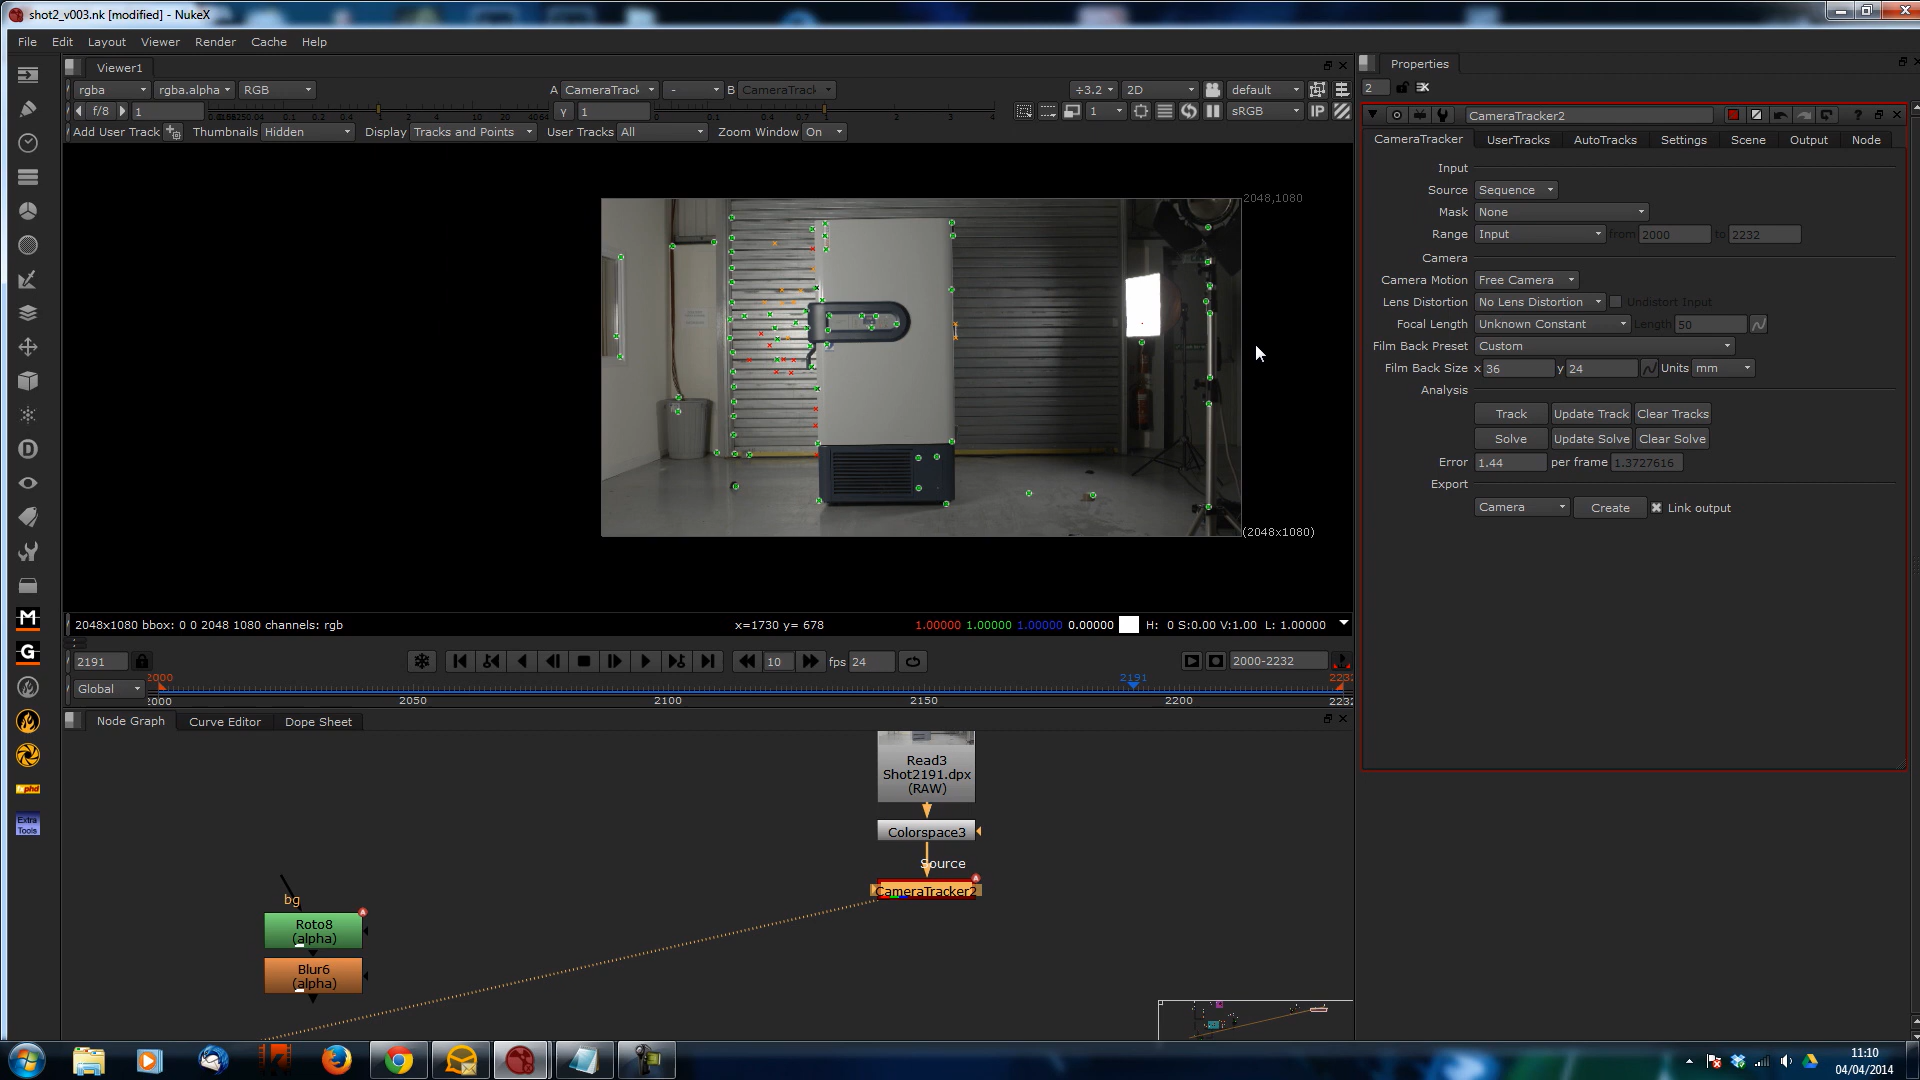 shot2_v003.nk [modified] - NukeX
File Edit Layout Viewer Render Cache Help
Viewer1
rgba rgba.alpha RGB A CameraTrack - B CameraTrack ÷3.2 2D default
f/8 1 y 1 1 sRGB IP
Add User Track Thumbnails Hidden Display Tracks and Points User Tracks All Zoom Window On
2048,1080
(2048x1080)
2048x1080 bbox: 0 0 2048 1080 channels: rgb x=1730 y= 678 1.00000 1.00000 1.00000 0.00000 H: 0 S:0.00 V:1.00 L: 1.00000
2191 10 fps 24 2000-2232
Global 2000 2191
2050 2100 2150 2200
Node Graph Curve Editor Dope Sheet
Read3
Shot2191.dpx
(RAW)
Colorspace3
Source
CameraTracker2
bg
Roto8
(alpha)
Blur6
(alpha)
Properties
2
CameraTracker2
CameraTracker UserTracks AutoTracks Settings Scene Output Node
Input
Source Sequence
Mask None
Range Input from 2000 to 2232
Camera
Camera Motion Free Camera
Lens Distortion No Lens Distortion Undistort Input
Focal Length Unknown Constant Length 50
Film Back Preset Custom
Film Back Size x 36 y 24 Units mm
Analysis
Track Update Track Clear Tracks
Solve Update Solve Clear Solve
Error 1.44 per frame 1.3727616
Export
Camera Create Link output
M
G
phd
Extra
Tools
11:10
04/04/2014